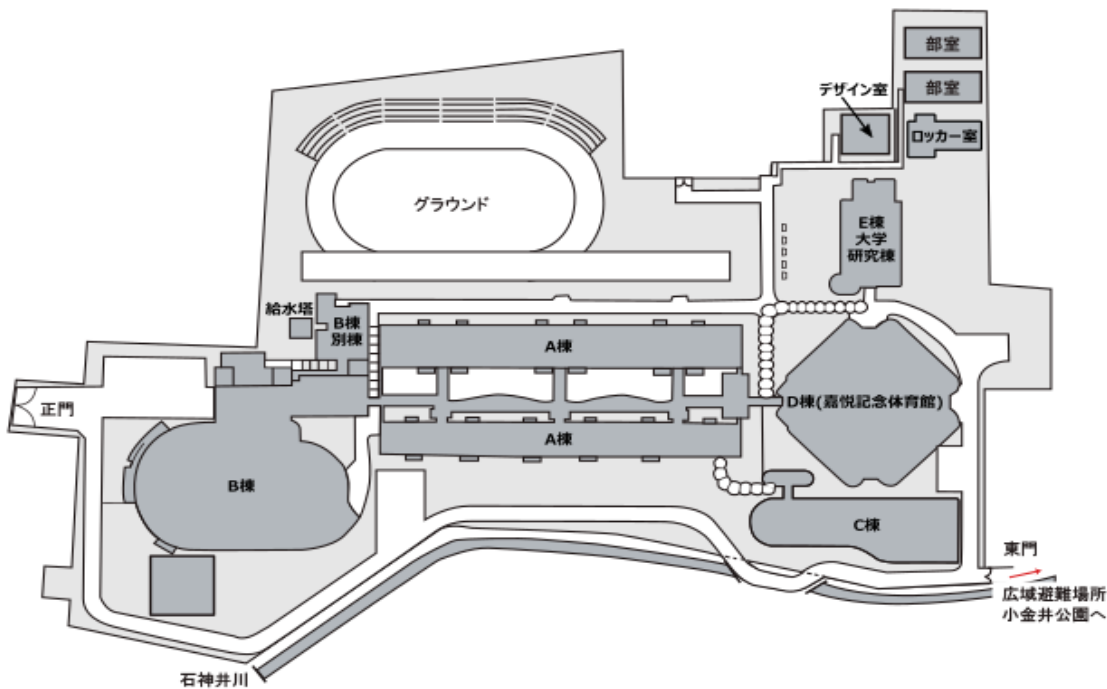 部室
部室
デザイン室
ロッカー室
グラウンド
E棟
大学
研究棟
給水塔
B棟
別棟
A棟
正門
D棟(嘉悦記念体育館)
A棟
B棟
C棟
東門
広域避難場所
小金井公園へ
石神井川